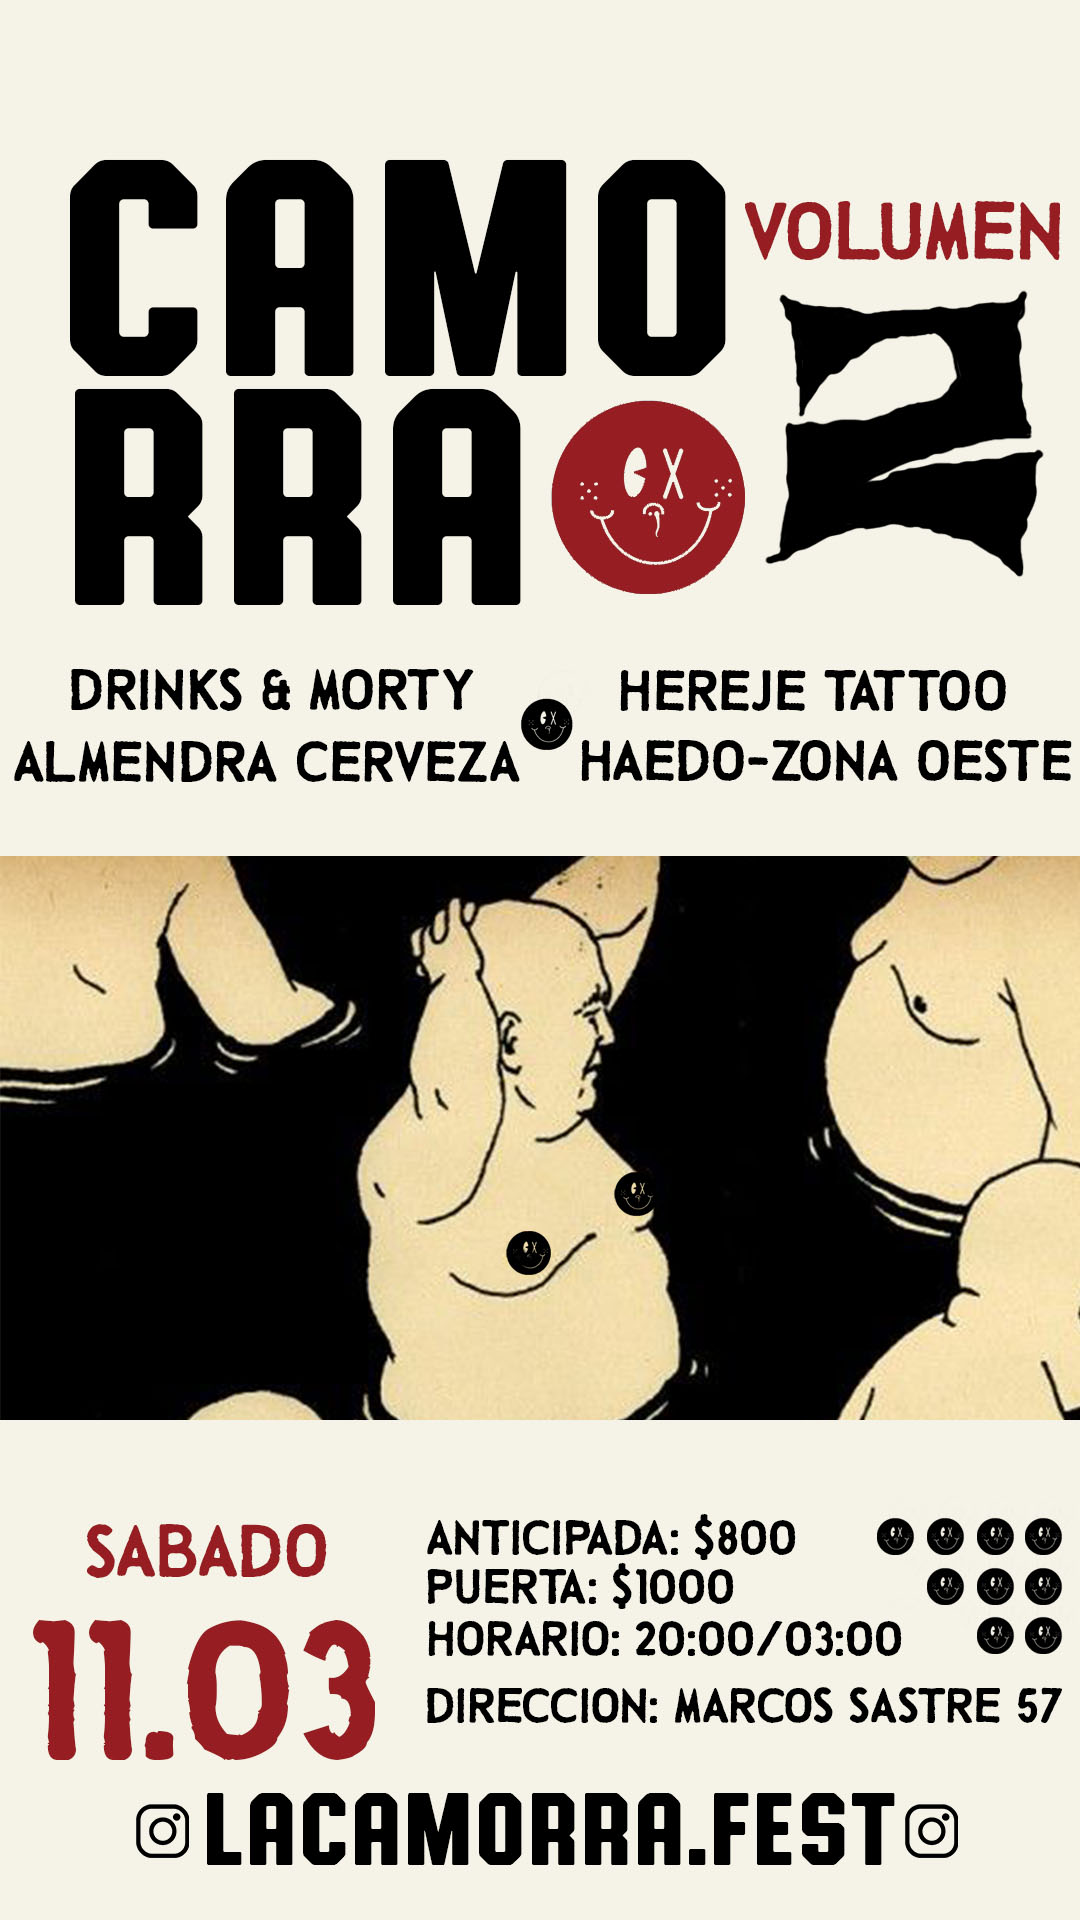 CAMO
RRA
VOLUMEN
2
DRINKS & MORTY
ALMENDRA CERVEZA
HEREJE TATTOO
HAEDO-ZONA OESTE
SABADO
11.03
ANTICIPADA: $800
PUERTA: $1000
HORARIO: 20:00/03:00
DIRECCION: MARCOS SASTRE 57
LACAMORRA.FEST